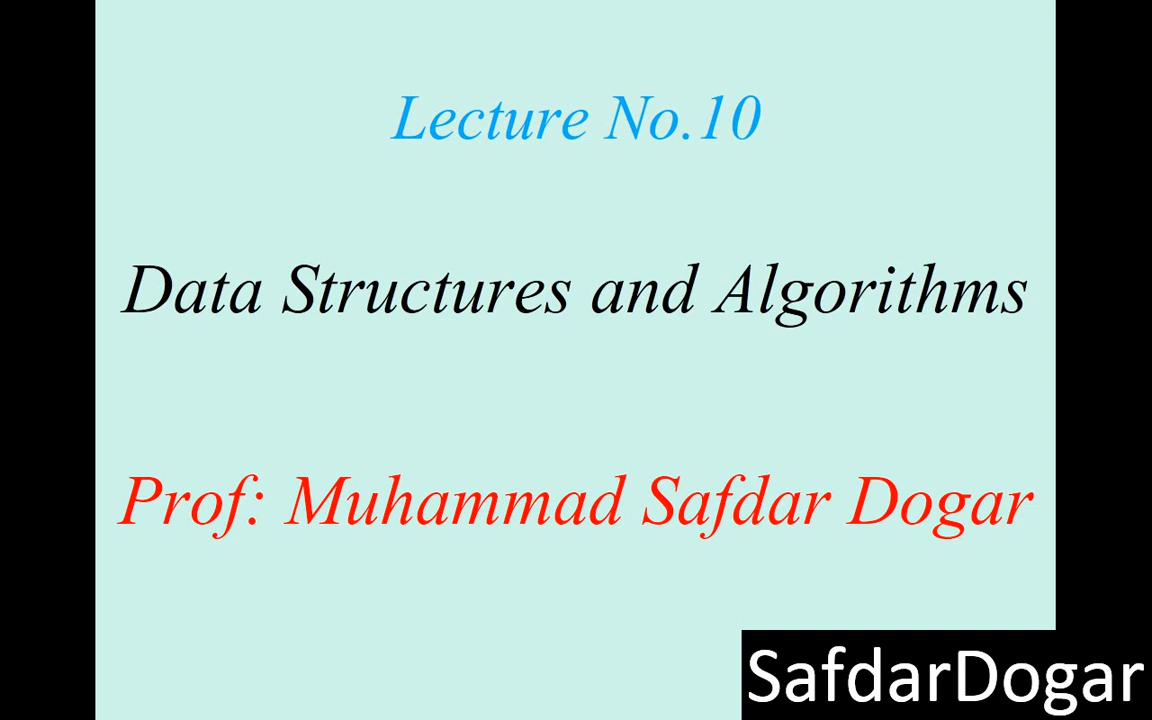 Lecture No.10
Data Structures and Algorithms
Prof: Muhammad Safdar Dogar
SafdarDogar